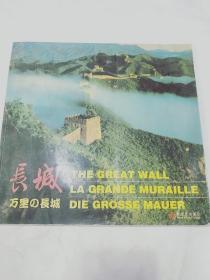 長城
THE GREAT WALL
LA GRANDE MURAILLE
万里の長城
DIE GROSSE MAUER